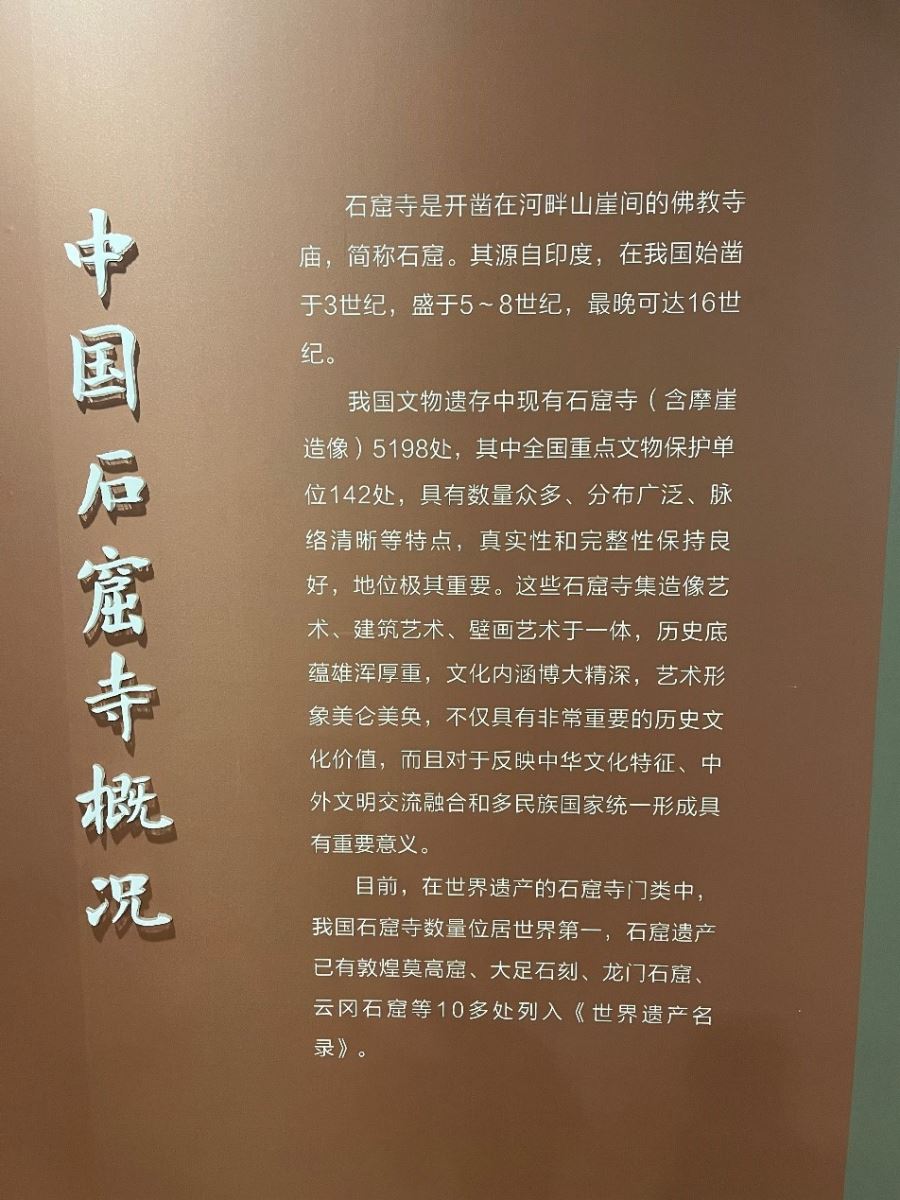 中国石窟寺概况
石窟寺是开凿在河畔山崖间的佛教寺
庙，简称石窟。其源自印度，在我国始凿
于3世纪，盛于5～8世纪，最晚可达16世
纪。
我国文物遗存中现有石窟寺（含摩崖
造像）5198处，其中全国重点文物保护单
位142处，具有数量众多、分布广泛、脉
络清晰等特点，真实性和完整性保持良
好，地位极其重要。这些石窟寺集造像艺
术、建筑艺术、壁画艺术于一体，历史底
蕴雄浑厚重，文化内涵博大精深，艺术形
象美仑美奂，不仅具有非常重要的历史文
化价值，而且对于反映中华文化特征、中
外文明交流融合和多民族国家统一形成具
有重要意义。
目前，在世界遗产的石窟寺门类中，
我国石窟寺数量位居世界第一，石窟遗产
已有敦煌莫高窟、大足石刻、龙门石窟、
云冈石窟等10多处列入《世界遗产名
录》。